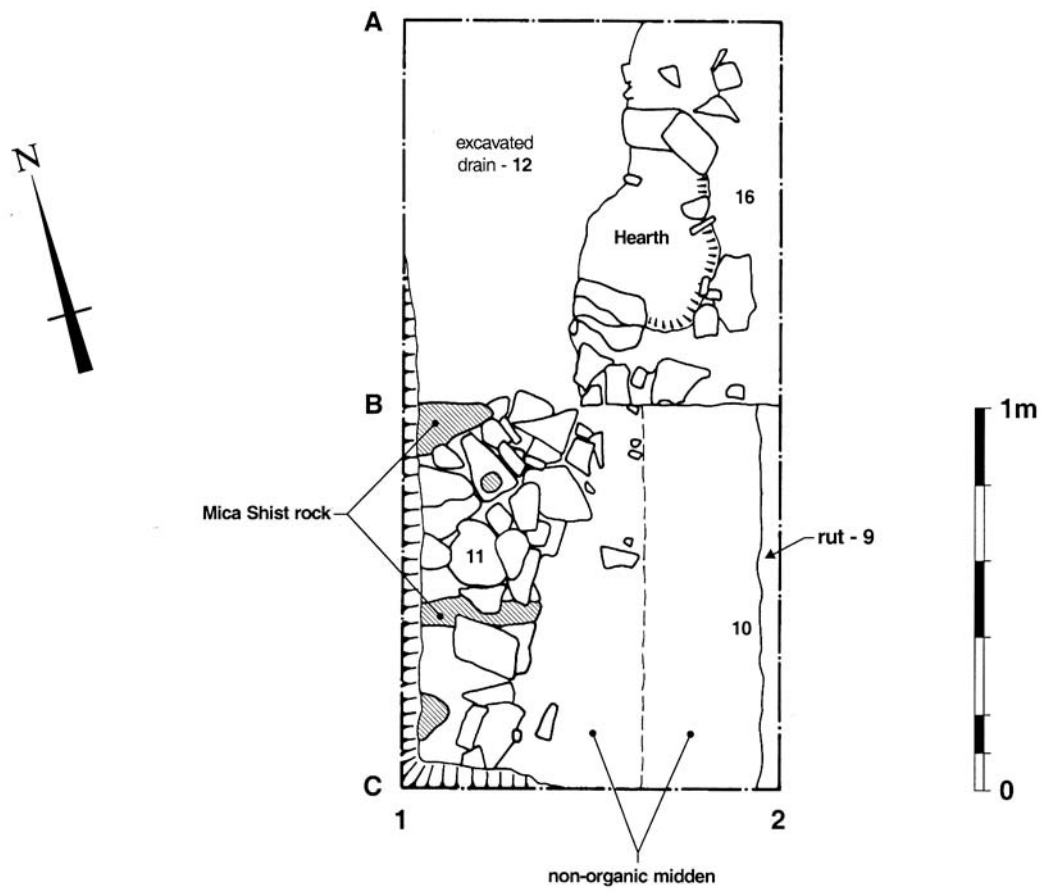 A
N
excavated
drain - 12
16
Hearth
B
1m
Mica Shist rock
11
rut - 9
10
C
0
1
2
non-organic midden